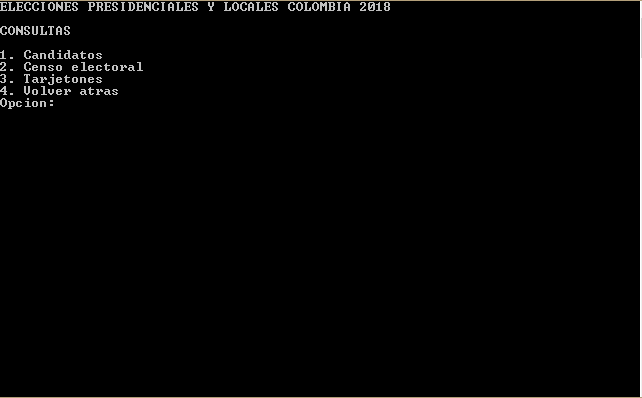 ELECCIONES PRESIDENCIALES Y LOCALES COLOMBIA 2018
CONSULTAS
1. Candidatos
2. Censo electoral
3. Tarjetones
4. Volver atras
Opcion: